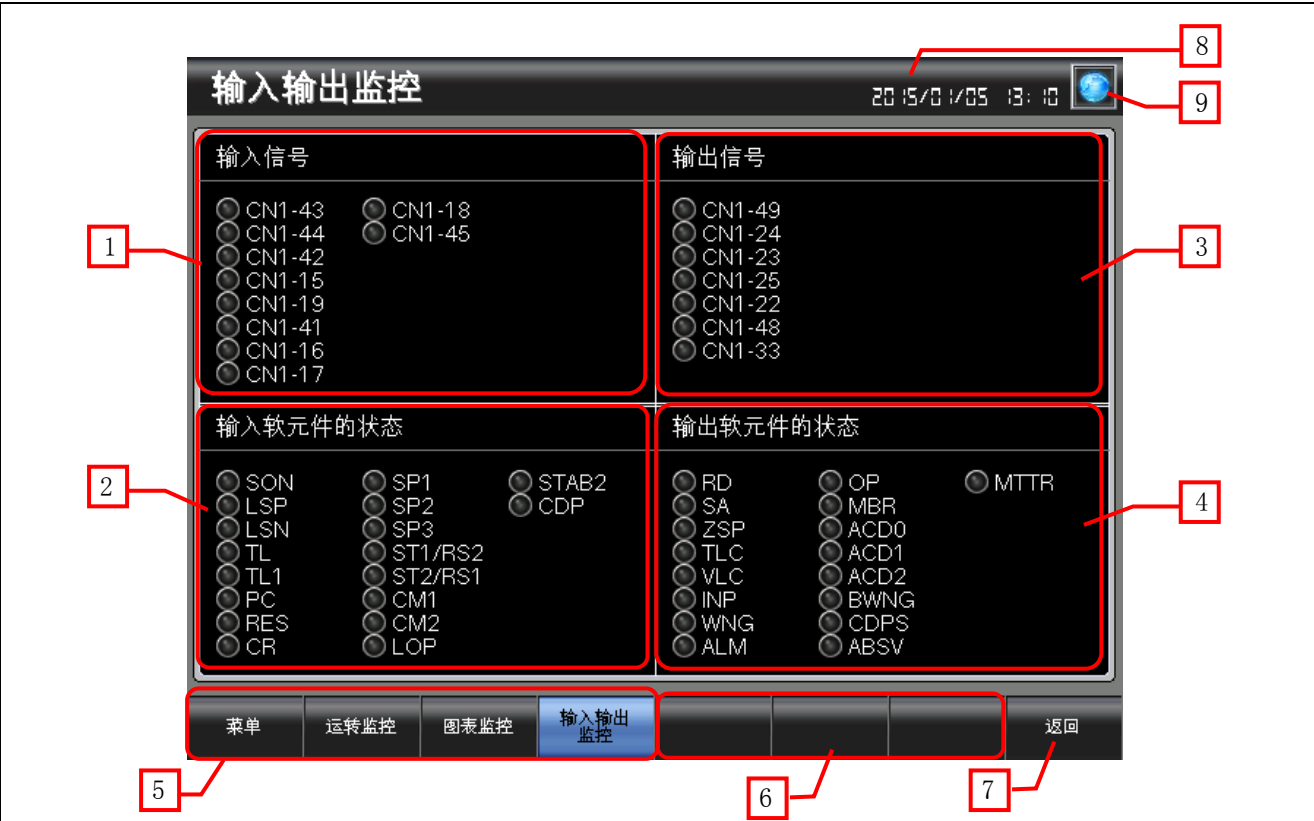 8
输入输出监控
2015/01/05 13:10
9
输入信号
CN1-43 CN1-18
CN1-44 CN1-45
CN1-42
CN1-15
CN1-19
CN1-41
CN1-16
CN1-17
1
输出信号
CN1-49
CN1-24
CN1-23
CN1-25
CN1-22
CN1-48
CN1-33
3
输入软元件的状态
SON SP1 STAB2
LSP SP2 CDP
LSN SP3
TL ST1/RS2
TL1 ST2/RS1
PC CM1
RES CM2
CR LOP
2
输出软元件的状态
RD OP MTTR
SA MBR
ZSP ACD0
TLC ACD1
VLC ACD2
INP BWNG
WNG CDPS
ALM ABSV
4
菜单 运转监控 图表监控 输入输出
监控
返回
5
6
7